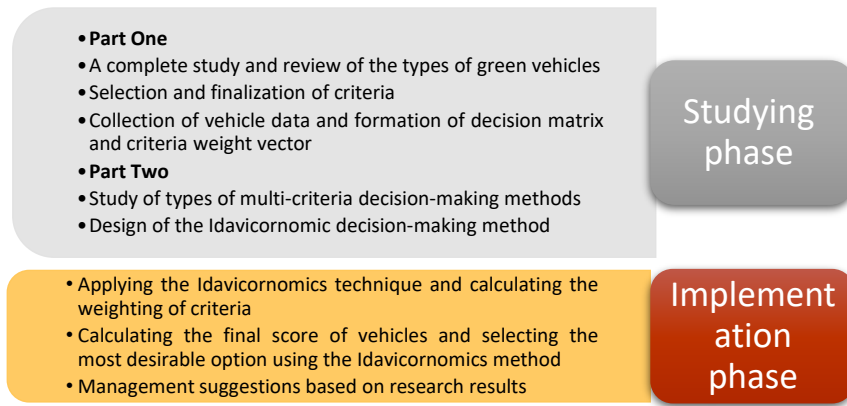 •Part One
•A complete study and review of the types of green vehicles
•Selection and finalization of criteria
•Collection of vehicle data and formation of decision matrix
and criteria weight vector
•Part Two
•Study of types of multi-criteria decision-making methods
•Design of the Idavicornomic decision-making method
Studying
phase
• Applying the Idavicornomics technique and calculating the
weighting of criteria
• Calculating the final score of vehicles and selecting the
most desirable option using the Idavicornomics method
• Management suggestions based on research results
Implement
ation
phase